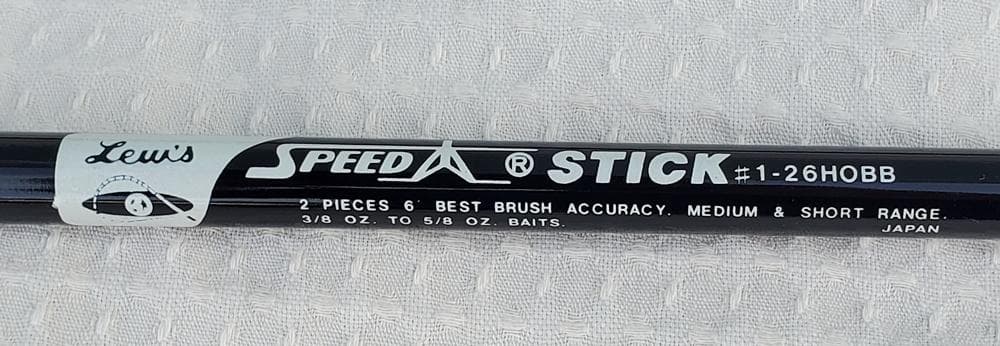 Lew's
SPEED ® STICK #1-26HOBB
2 PIECES 6' BEST BRUSH ACCURACY. MEDIUM & SHORT RANGE.
3/8 OZ. TO 5/8 OZ. BAITS.
JAPAN